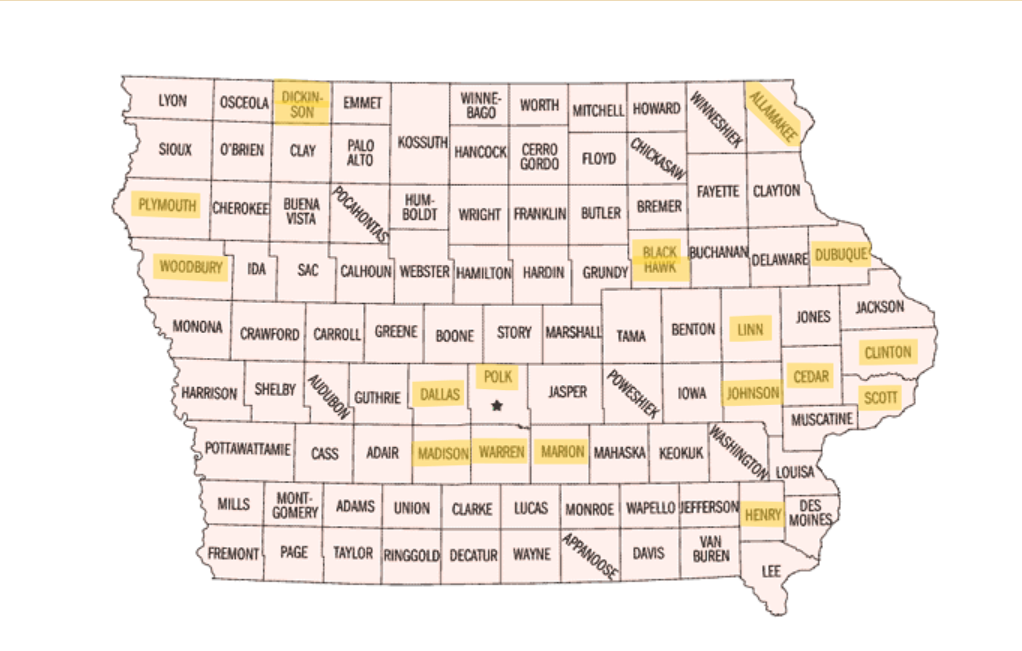 LYON
OSCEOLA
DICKIN-
SON
EMMET
KOSSUTH
WINNE-
BAGO
WORTH
MITCHELL
HOWARD
WINNESHIEK
ALLAMAKEE
SIOUX
O'BRIEN
CLAY
PALO
ALTO
HANCOCK
CERRO
GORDO
FLOYD
CHICKASAW
FAYETTE
CLAYTON
PLYMOUTH
CHEROKEE
BUENA
VISTA
POCAHONTAS
HUM-
BOLDT
WRIGHT
FRANKLIN
BUTLER
BREMER
WOODBURY
IDA
SAC
CALHOUN
WEBSTER
HAMILTON
HARDIN
GRUNDY
BLACK
HAWK
BUCHANAN
DELAWARE
DUBUQUE
MONONA
CRAWFORD
CARROLL
GREENE
BOONE
STORY
MARSHALL
TAMA
BENTON
LINN
JONES
JACKSON
CLINTON
HARRISON
SHELBY
AUDUBON
GUTHRIE
DALLAS
POLK
JASPER
POWESHIEK
IOWA
JOHNSON
CEDAR
SCOTT
MUSCATINE
POTTAWATTAMIE
CASS
ADAIR
MADISON
WARREN
MARION
MAHASKA
KEOKUK
WASHINGTON
LOUISA
MILLS
MONT-
GOMERY
ADAMS
UNION
CLARKE
LUCAS
MONROE
WAPELLO
JEFFERSON
HENRY
DES
MOINES
FREMONT
PAGE
TAYLOR
RINGGOLD
DECATUR
WAYNE
APPANOOSE
DAVIS
VAN
BUREN
LEE